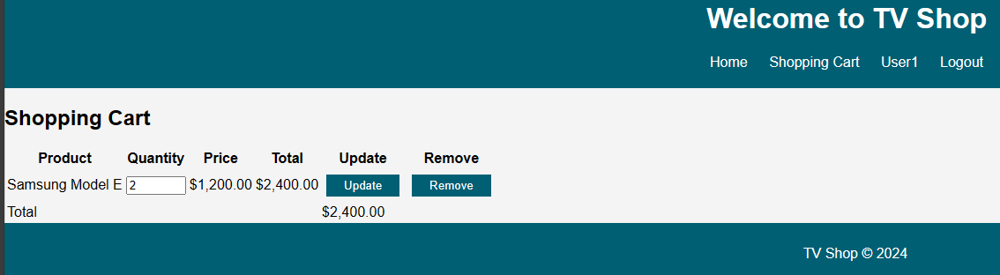 Welcome to TV Shop
Home Shopping Cart User1 Logout
Shopping Cart
Product Quantity Price Total Update Remove
Samsung Model E 2 $1,200.00 $2,400.00 Update Remove
Total $2,400.00
TV Shop © 2024